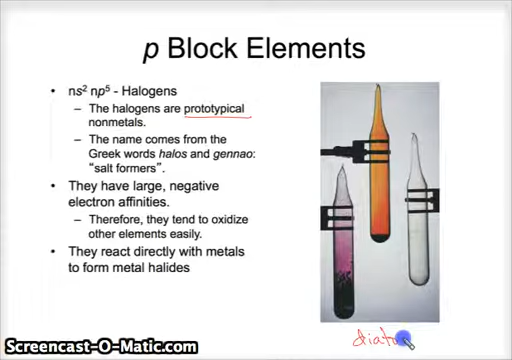 p Block Elements
• ns² np⁵ - Halogens
– The halogens are prototypical
nonmetals.
– The name comes from the
Greek words halos and gennao:
“salt formers”.
• They have large, negative
electron affinities.
– Therefore, they tend to oxidize
other elements easily.
• They react directly with metals
to form metal halides
diato
Screencast-O-Matic.com